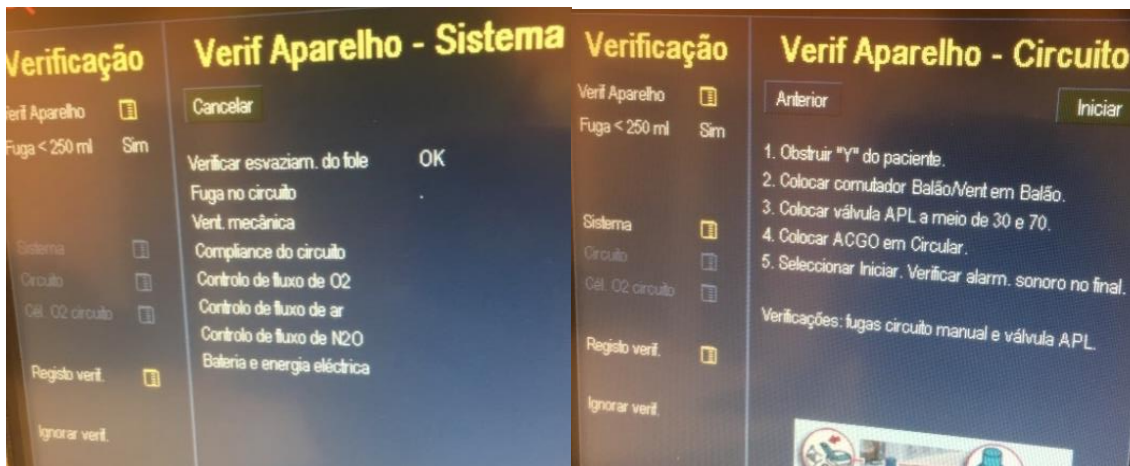 Verificação
Verif Aparelho - Sistema
Verif Aparelho
Cancelar
Fuga < 250 ml Sim
Verificar esvaziam. do fole OK
Fuga no circuito .
Vent. mecânica
Sistema
Compliance do circuito
Circuito
Controlo de fluxo de O2
Cél. O2 circuito
Controlo de fluxo de ar
Controlo de fluxo de N2O
Bateria e energia eléctrica
Registo verif.
Ignorar verif.
Verificação
Verif Aparelho - Circuito
Verif Aparelho
Anterior Iniciar
Fuga < 250 ml Sim
1. Obstruir "Y" do paciente.
2. Colocar comutador Balão/Vent em Balão.
3. Colocar válvula APL a meio de 30 e 70.
4. Colocar ACGO em Circular.
5. Seleccionar Iniciar. Verificar alarm. sonoro no final.
Sistema
Circuito
Cél. O2 circuito
Verificações: fugas circuito manual e válvula APL.
Registo verif.
Ignorar verif.